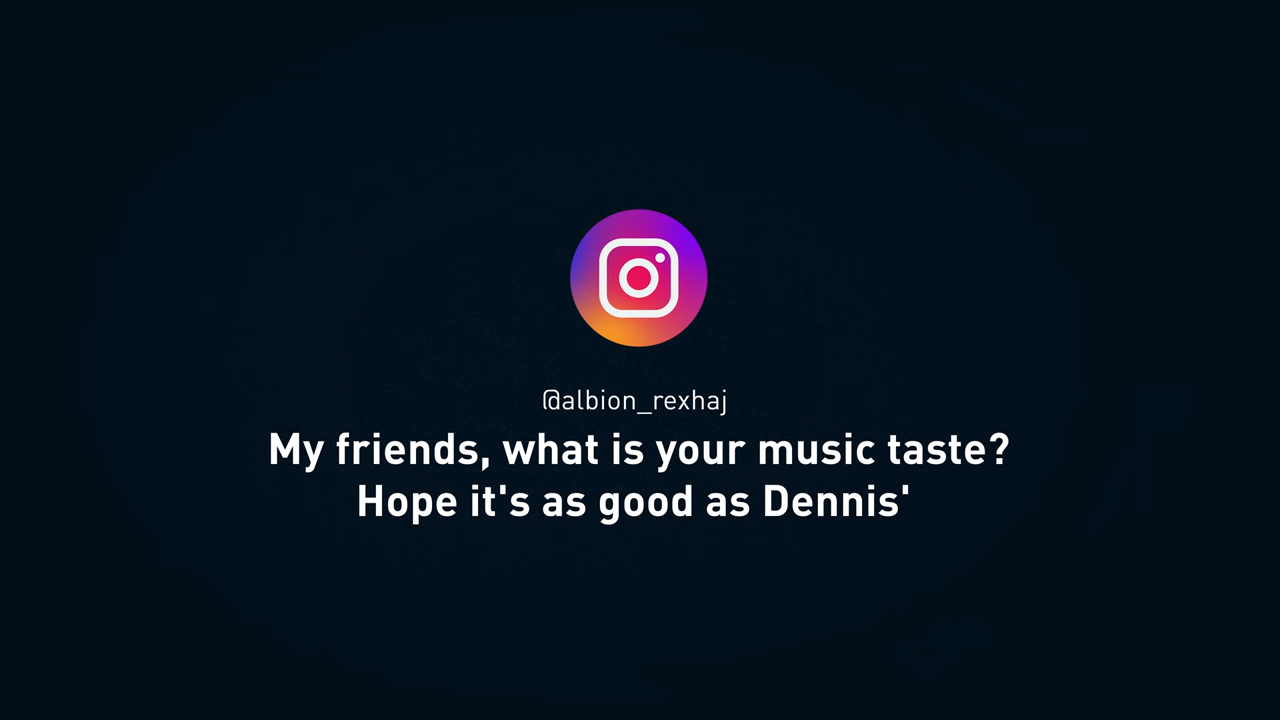 @albion_rexhaj
My friends, what is your music taste?
Hope it's as good as Dennis'